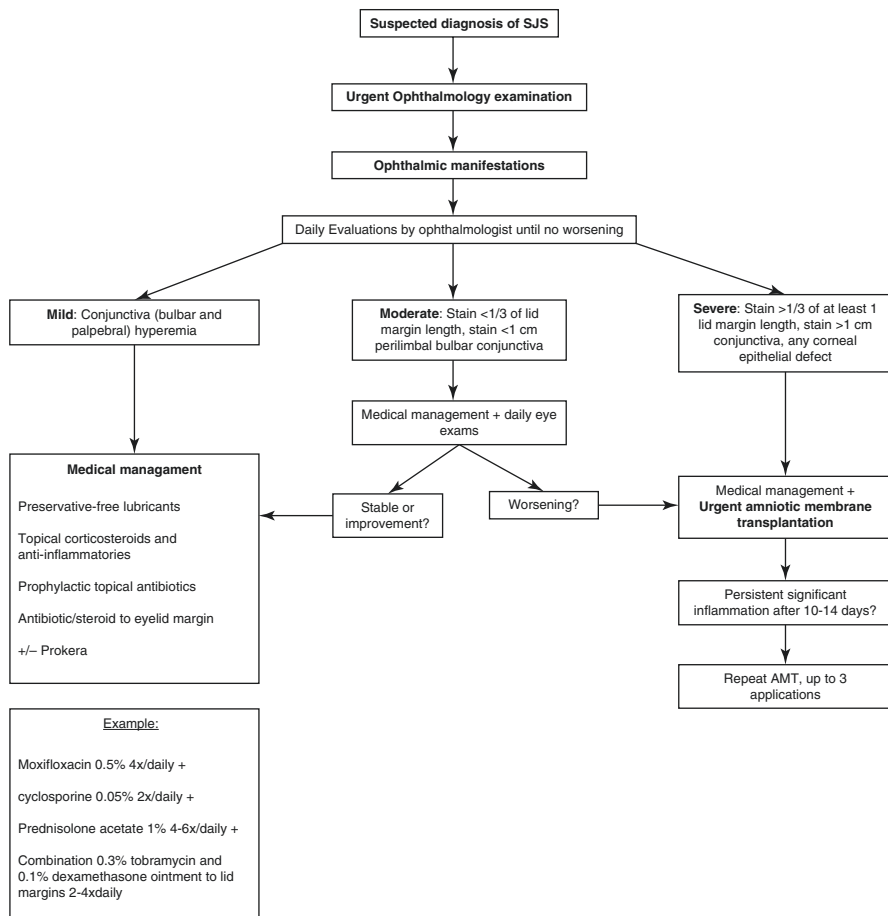 Suspected diagnosis of SJS
Urgent Ophthalmology examination
Ophthalmic manifestations
Daily Evaluations by ophthalmologist until no worsening
Mild: Conjunctiva (bulbar and
palpebral) hyperemia
Moderate: Stain <1/3 of lid
margin length, stain <1 cm
perilimbal bulbar conjunctiva
Severe: Stain >1/3 of at least 1
lid margin length, stain >1 cm
conjunctiva, any corneal
epithelial defect
Medical management + daily eye
exams
Medical managament
Preservative-free lubricants
Topical corticosteroids and
anti-inflammatories
Prophylactic topical antibiotics
Antibiotic/steroid to eyelid margin
+/– Prokera
Stable or
improvement?
Worsening?
Medical management +
Urgent amniotic membrane
transplantation
Persistent significant
inflammation after 10-14 days?
Repeat AMT, up to 3
applications
Example:
Moxifloxacin 0.5% 4x/daily +
cyclosporine 0.05% 2x/daily +
Prednisolone acetate 1% 4-6x/daily +
Combination 0.3% tobramycin and
0.1% dexamethasone ointment to lid
margins 2-4xdaily